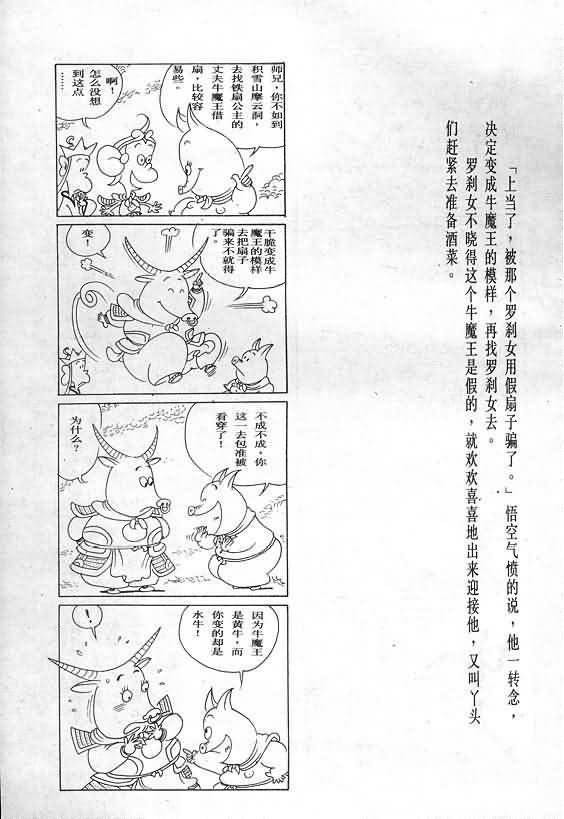 「上当了，被那个罗刹女用假扇子骗了。」悟空气愤的说，他一转念，
决定变成牛魔王的模样，再找罗刹女去。
罗刹女不晓得这个牛魔王是假的，就欢欢喜喜地出来迎接他，又叫丫头
们赶紧去准备酒菜。
师兄，你不如到
积雪山摩云洞，
去找铁扇公主的
丈夫牛魔王借
扇，比较容
易些。
啊！
怎么没想
到这点
……
干脆变成牛
魔王的模样
去把扇子
骗来不就得
了。
变！
不成不成，你
这一去包准被
看穿了！
为什么？
因为牛魔王
是黄牛，而
你变的却是
水牛！
！